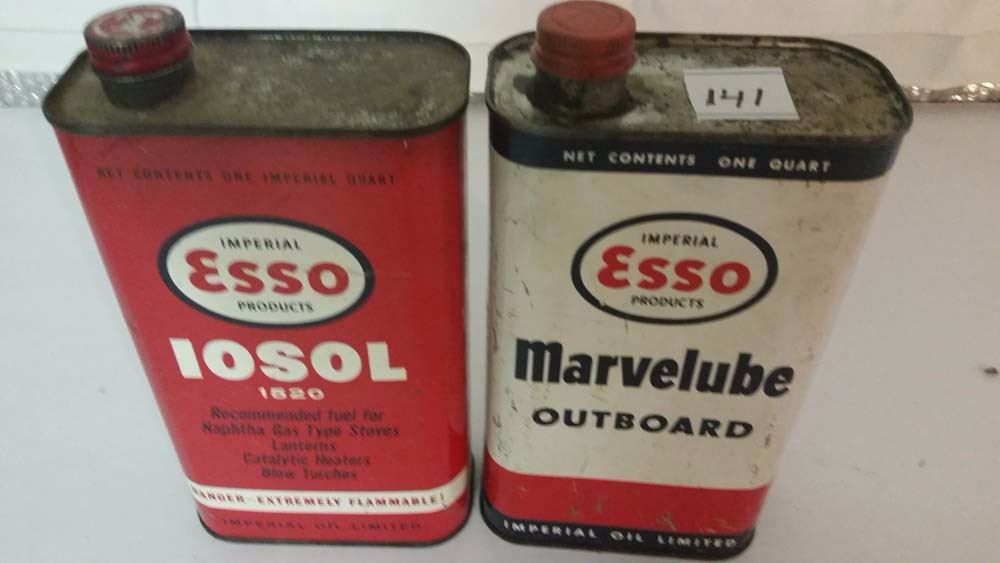 NET CONTENTS ONE IMPERIAL QUART
IMPERIAL
Esso
PRODUCTS
IOSOL
1520
Recommended fuel for
Naphtha Gas Type Stoves
Lanterns
Catalytic Heaters
Blow Torches
DANGER-EXTREMELY FLAMMABLE!
IMPERIAL OIL LIMITED
141
NET CONTENTS ONE QUART
IMPERIAL
Esso
PRODUCTS
Marvelube
OUTBOARD
IMPERIAL OIL LIMITED